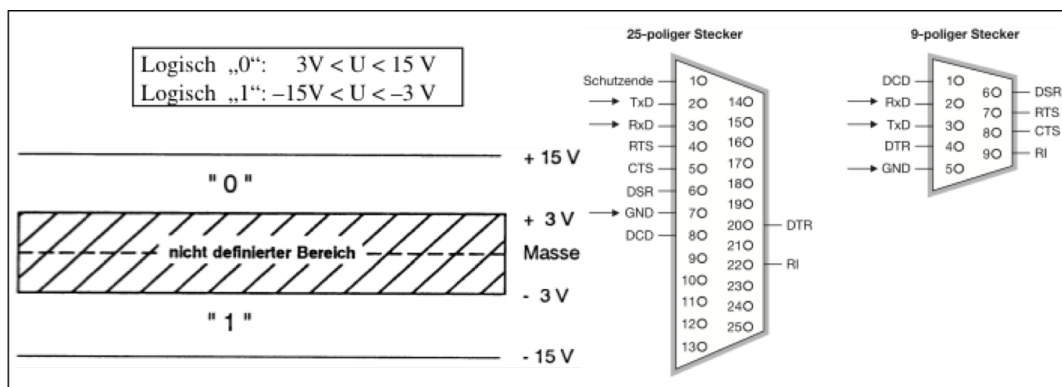 Logisch „0“: 3V < U < 15 V
Logisch „1“: –15V < U < –3 V
+ 15 V
" 0 "
+ 3 V
nicht definierter Bereich
Masse
- 3 V
" 1 "
- 15 V
25-poliger Stecker
Schutzende
TxD
RxD
RTS
CTS
DSR
GND
DCD
1
2
3
4
5
6
7
8
9
10
11
12
13
14
15
16
17
18
19
20
21
22
23
24
25
DTR
RI
9-poliger Stecker
DCD
RxD
TxD
DTR
GND
1
2
3
4
5
6
7
8
9
DSR
RTS
CTS
RI